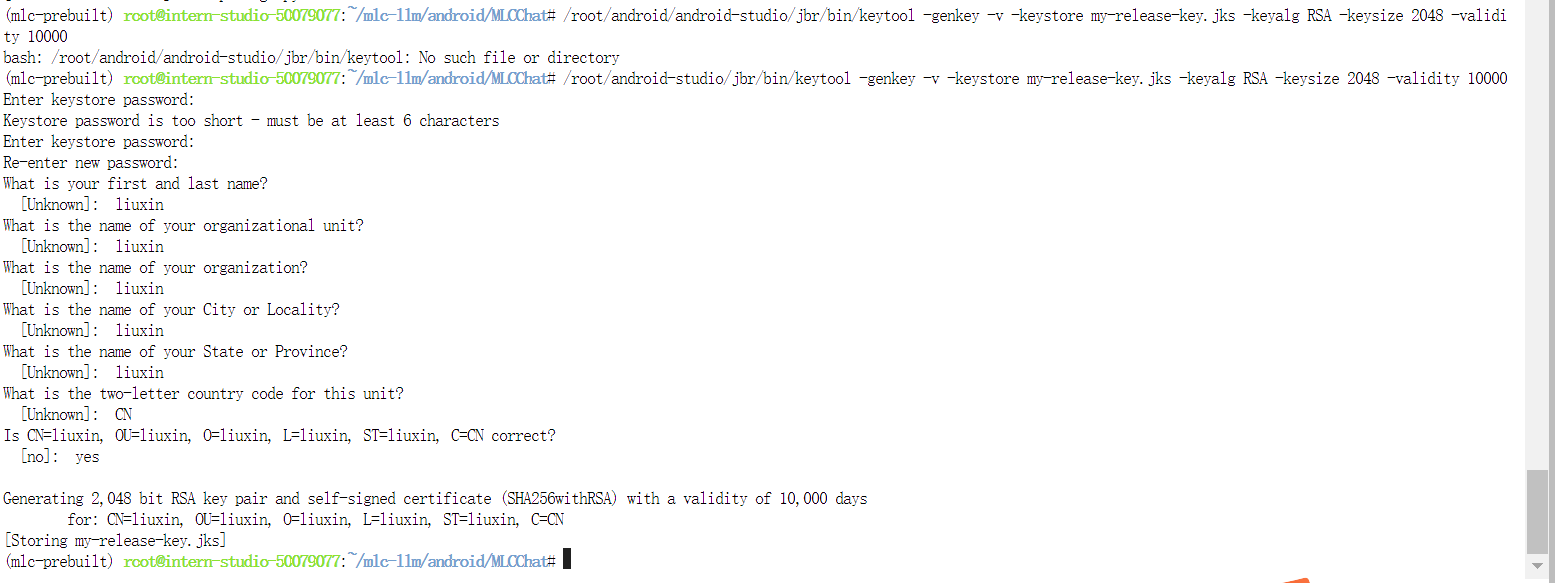 (mlc-prebuilt) root@intern-studio-50079077:~/mlc-llm/android/MLCChat# /root/android/android-studio/jbr/bin/keytool -genkey -v -keystore my-release-key.jks -keyalg RSA -keysize 2048 -validi
ty 10000
bash: /root/android/android-studio/jbr/bin/keytool: No such file or directory
(mlc-prebuilt) root@intern-studio-50079077:~/mlc-llm/android/MLCChat# /root/android-studio/jbr/bin/keytool -genkey -v -keystore my-release-key.jks -keyalg RSA -keysize 2048 -validity 10000
Enter keystore password:
Keystore password is too short - must be at least 6 characters
Enter keystore password:
Re-enter new password:
What is your first and last name?
[Unknown]: liuxin
What is the name of your organizational unit?
[Unknown]: liuxin
What is the name of your organization?
[Unknown]: liuxin
What is the name of your City or Locality?
[Unknown]: liuxin
What is the name of your State or Province?
[Unknown]: liuxin
What is the two-letter country code for this unit?
[Unknown]: CN
Is CN=liuxin, OU=liuxin, O=liuxin, L=liuxin, ST=liuxin, C=CN correct?
[no]: yes
Generating 2,048 bit RSA key pair and self-signed certificate (SHA256withRSA) with a validity of 10,000 days
for: CN=liuxin, OU=liuxin, O=liuxin, L=liuxin, ST=liuxin, C=CN
[Storing my-release-key.jks]
(mlc-prebuilt) root@intern-studio-50079077:~/mlc-llm/android/MLCChat#